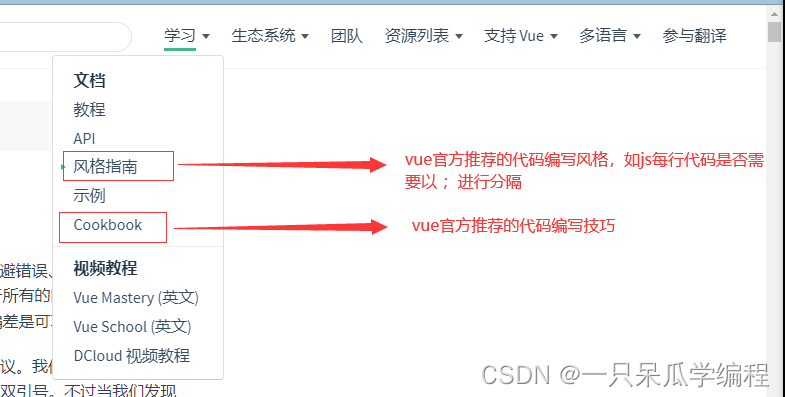 学习 生态系统 团队 资源列表 支持 Vue 多语言 参与翻译
文档
教程
API
风格指南
示例
Cookbook
视频教程
Vue Mastery (英文)
Vue School (英文)
DCloud 视频教程
vue官方推荐的代码编写风格，如js每行代码是否需
要以 ；进行分隔
vue官方推荐的代码编写技巧
避错误、
所有的
偏差是可
议。我们
双引号。不过当我们发现
CSDN @一只呆瓜学编程